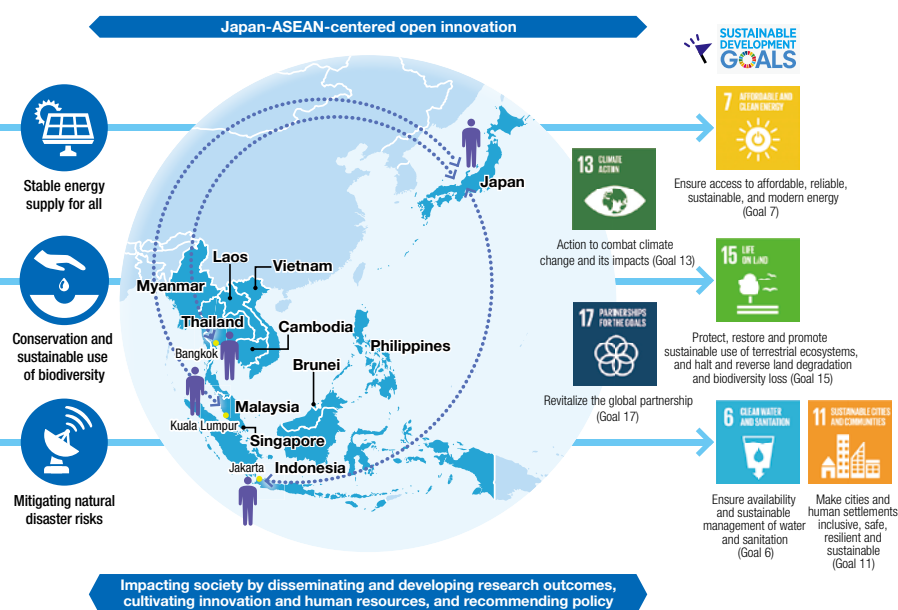 Japan-ASEAN-centered open innovation
SUSTAINABLE
DEVELOPMENT
GOALS
Stable energy
supply for all
Conservation and
sustainable use
of biodiversity
Mitigating natural
disaster risks
Japan
Laos
Vietnam
Myanmar
Thailand
Bangkok
Cambodia
Philippines
Brunei
Malaysia
Kuala Lumpur
Singapore
Jakarta
Indonesia
7 AFFORDABLE AND
CLEAN ENERGY
Ensure access to affordable, reliable,
sustainable, and modern energy
(Goal 7)
13 CLIMATE
ACTION
Action to combat climate
change and its impacts (Goal 13)
15 LIFE
ON LAND
Protect, restore and promote
sustainable use of terrestrial ecosystems,
and halt and reverse land degradation
and biodiversity loss (Goal 15)
17 PARTNERSHIPS
FOR THE GOALS
Revitalize the global partnership
(Goal 17)
6 CLEAN WATER
AND SANITATION
Ensure availability
and sustainable
management of water
and sanitation
(Goal 6)
11 SUSTAINABLE CITIES
AND COMMUNITIES
Make cities and
human settlements
inclusive, safe,
resilient and
sustainable
(Goal 11)
Impacting society by disseminating and developing research outcomes,
cultivating innovation and human resources, and recommending policy